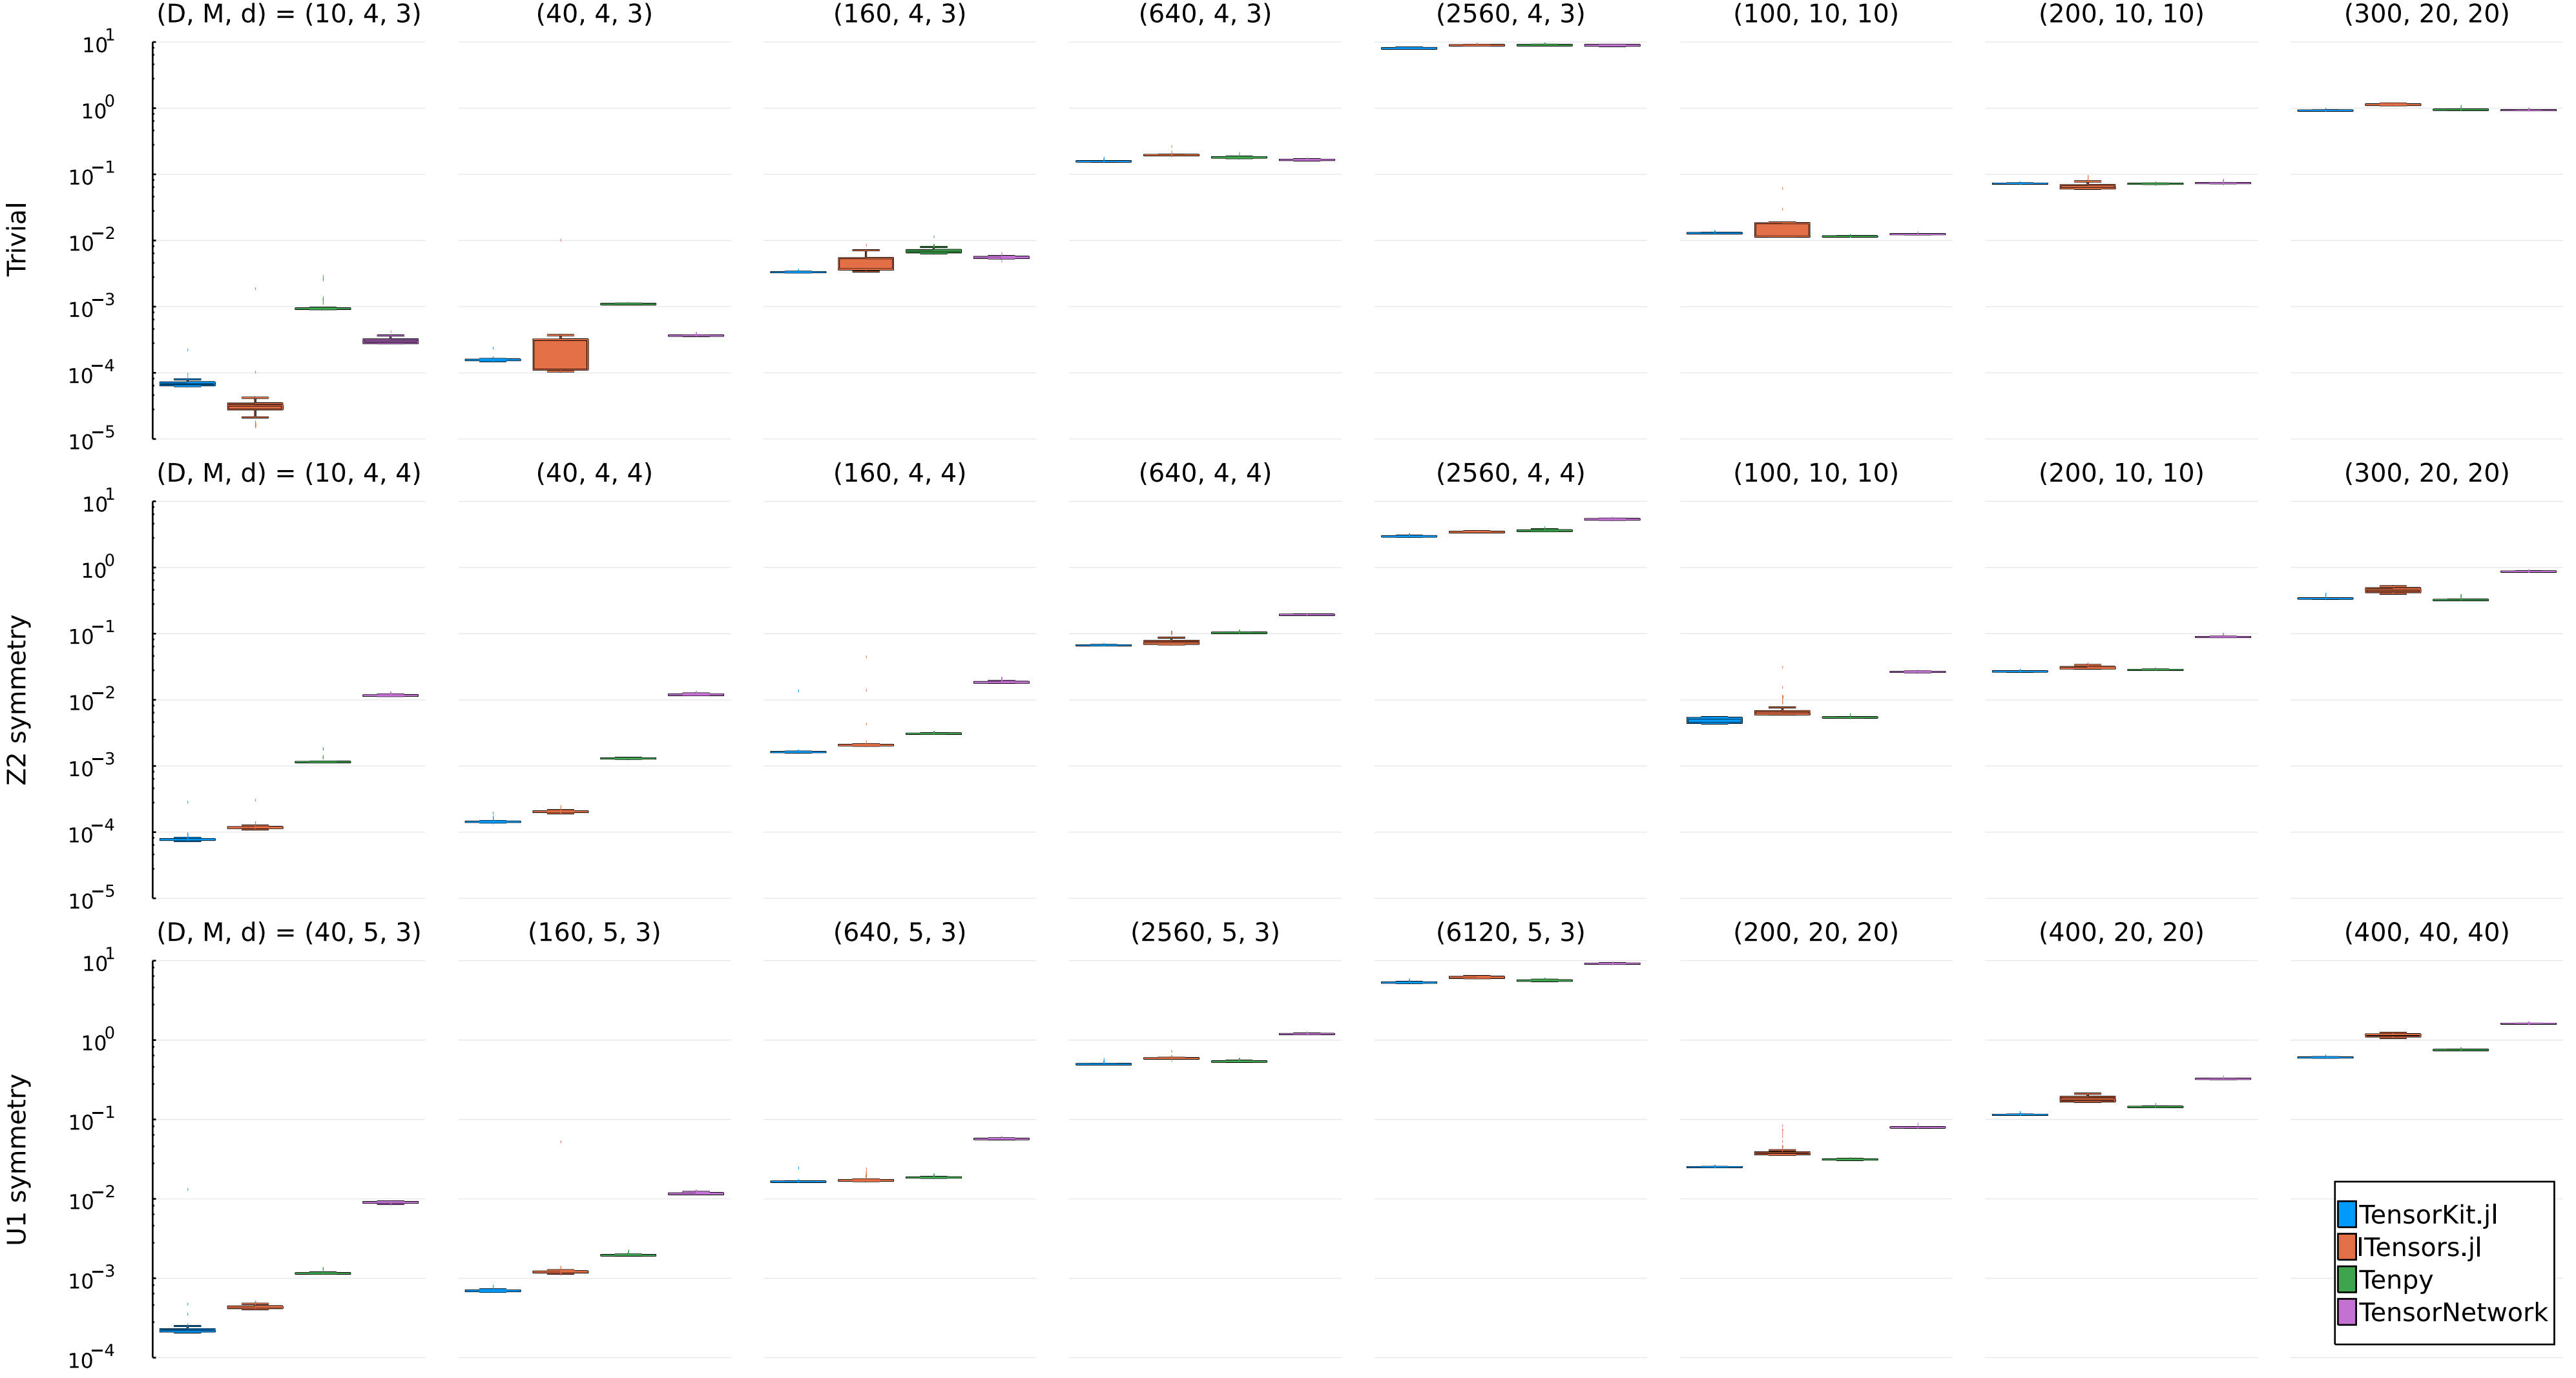 (D, M, d) = (10, 4, 3) (40, 4, 3) (160, 4, 3) (640, 4, 3) (2560, 4, 3) (100, 10, 10) (200, 10, 10) (300, 20, 20)
Trivial
10^1
10^0
10^−1
10^−2
10^−3
10^−4
10^−5
(D, M, d) = (10, 4, 4) (40, 4, 4) (160, 4, 4) (640, 4, 4) (2560, 4, 4) (100, 10, 10) (200, 10, 10) (300, 20, 20)
Z2 symmetry
10^1
10^0
10^−1
10^−2
10^−3
10^−4
10^−5
(D, M, d) = (40, 5, 3) (160, 5, 3) (640, 5, 3) (2560, 5, 3) (6120, 5, 3) (200, 20, 20) (400, 20, 20) (400, 40, 40)
U1 symmetry
10^1
10^0
10^−1
10^−2
10^−3
10^−4
TensorKit.jl
ITensors.jl
Tenpy
TensorNetwork